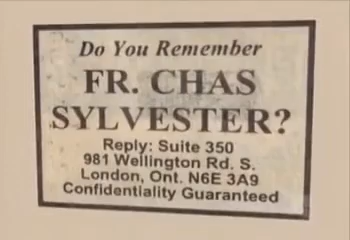 Do You Remember
FR. CHAS
SYLVESTER?
Reply: Suite 350
981 Wellington Rd. S.
London, Ont. N6E 3A9
Confidentiality Guaranteed